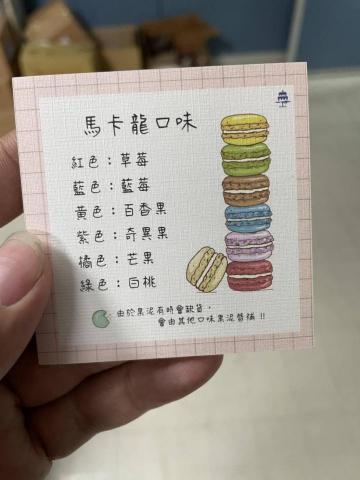 馬卡龍口味
紅色：草莓
藍色：藍莓
黃色：百香果
紫色：奇異果
橘色：芒果
綠色：白桃
由於果泥有時會缺貨，
會由其他口味果泥替補 !!